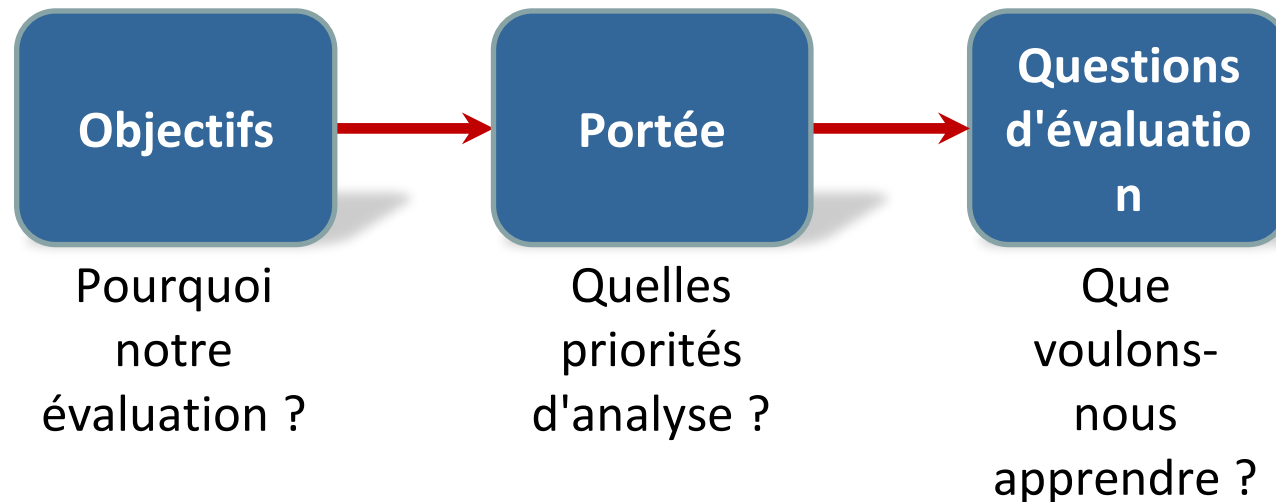 Objectifs
Portée
Questions
d'évaluatio
n
Pourquoi
notre
évaluation ?
Quelles
priorités
d'analyse ?
Que
voulons-
nous
apprendre ?